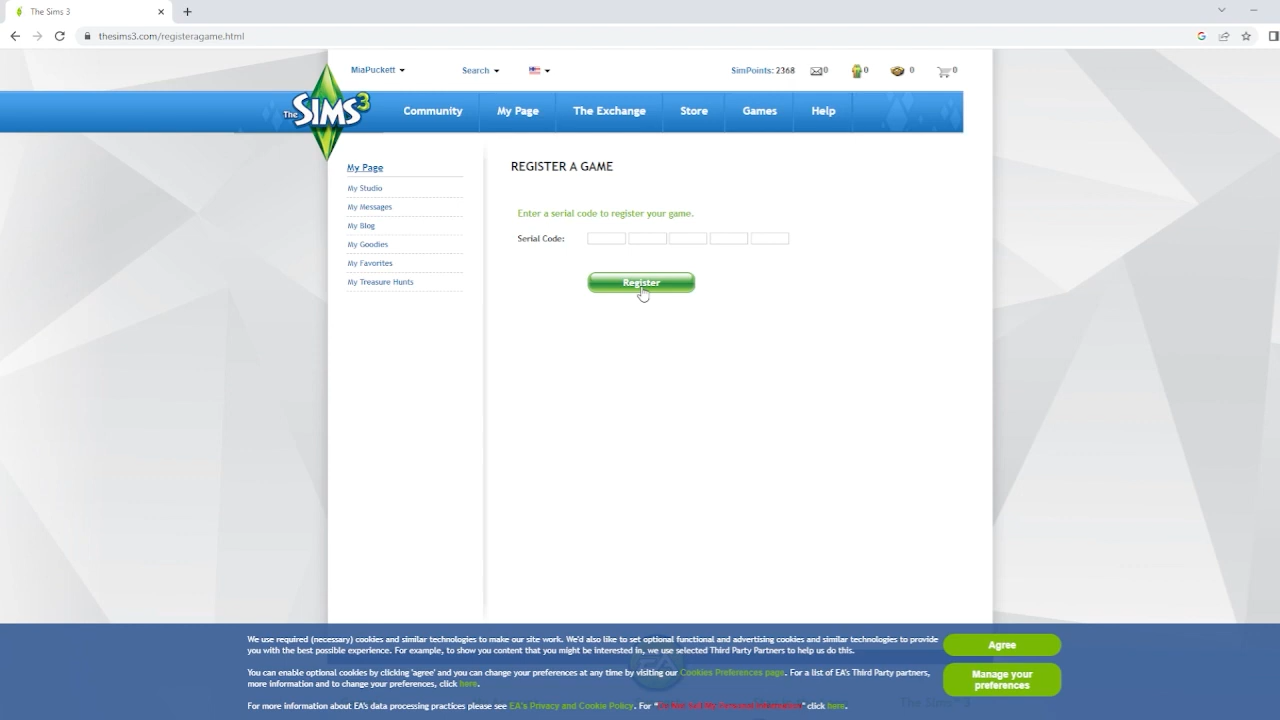 The Sims 3
thesims3.com/registeragame.html
MiaPuckett
Search
SimPoints: 2368
0
0
0
0
The SIMS 3
Community
My Page
The Exchange
Store
Games
Help
My Page
My Studio
My Messages
My Blog
My Goodies
My Favorites
My Treasure Hunts
REGISTER A GAME
Enter a serial code to register your game.
Serial Code:
Register
We use required (necessary) cookies and similar technologies to make our site work. We'd also like to set optional functional and advertising cookies and similar technologies to provide
you with the best possible experience. For example, to show you content that you might be interested in, we use selected Third Party Partners to help us do this.
You can enable optional cookies by clicking 'agree' and you can change your preferences at any time by visiting our Cookies Preferences page. For a list of EA's Third Party partners,
more information and to change your preferences, click here.
For more information about EA's data processing practices please see EA's Privacy and Cookie Policy. For " " click here.
Agree
Manage your
preferences
EA
The Sims 3